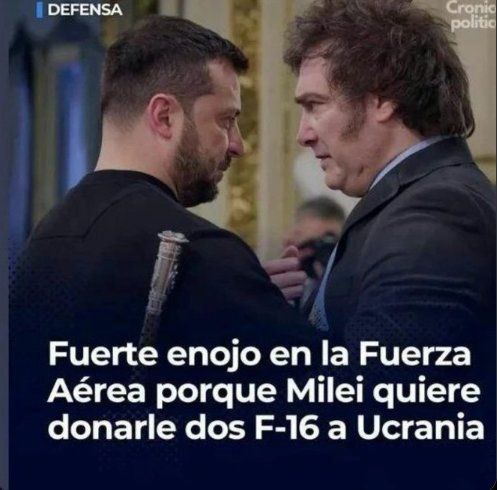 DEFENSA
Fuerte enojo en la Fuerza
Aérea porque Milei quiere
donarle dos F-16 a Ucrania